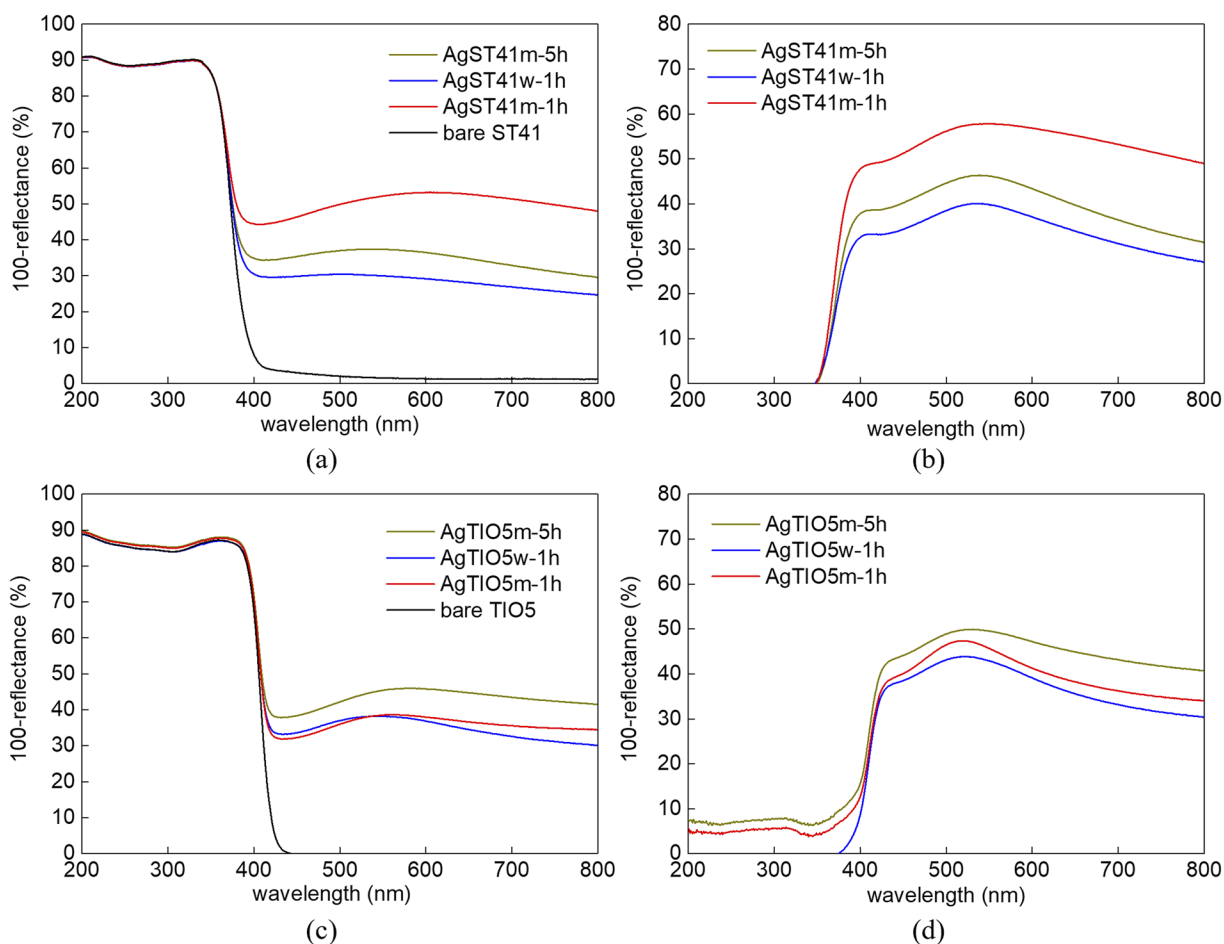 100
90
80
70
60
50
40
30
20
10
0
100-reflectance (%)
AgST41m-5h
AgST41w-1h
AgST41m-1h
bare ST41
200 300 400 500 600 700 800
wavelength (nm)
(a)
80
70
60
50
40
30
20
10
0
100-reflectance (%)
AgST41m-5h
AgST41w-1h
AgST41m-1h
200 300 400 500 600 700 800
wavelength (nm)
(b)
100
90
80
70
60
50
40
30
20
10
0
100-reflectance (%)
AgTIO5m-5h
AgTIO5w-1h
AgTIO5m-1h
bare TIO5
200 300 400 500 600 700 800
wavelength (nm)
(c)
80
70
60
50
40
30
20
10
0
100-reflectance (%)
AgTIO5m-5h
AgTIO5w-1h
AgTIO5m-1h
200 300 400 500 600 700 800
wavelength (nm)
(d)